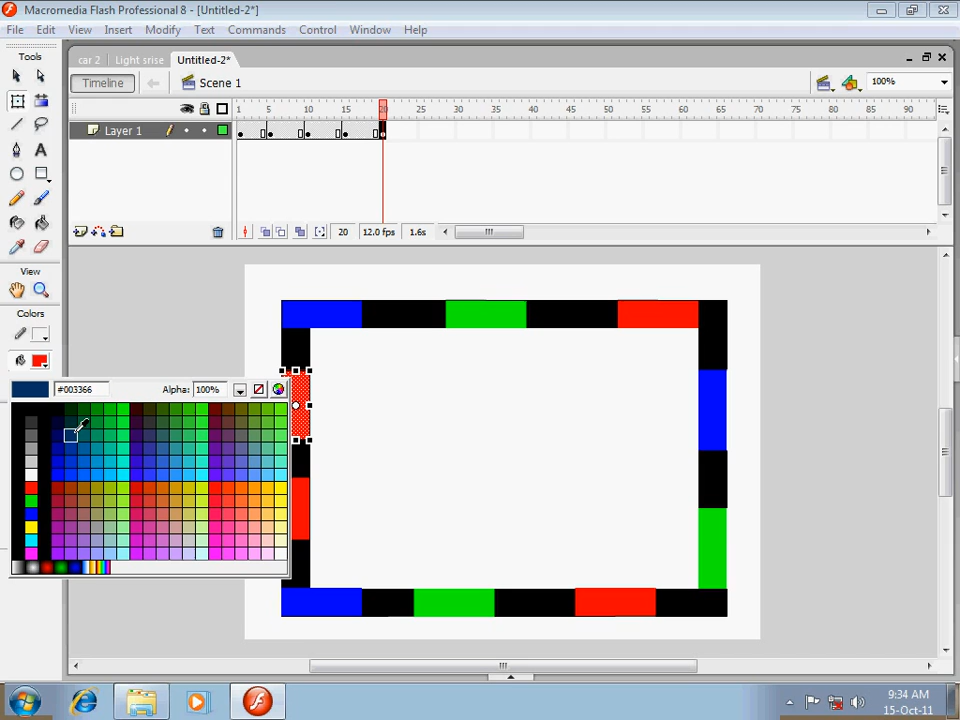 Macromedia Flash Professional 8 - [Untitled-2*]
File Edit View Insert Modify Text Commands Control Window Help
Tools
car 2 Light srise Untitled-2*
Timeline Scene 1 100%
1 5 10 15 20 25 30 35 40 45 50 55 60 65 70 75 80 85 90
Layer 1
20 12.0 fps 1.6s
View
Colors
#003366 Alpha: 100%
9:34 AM
15-Oct-11